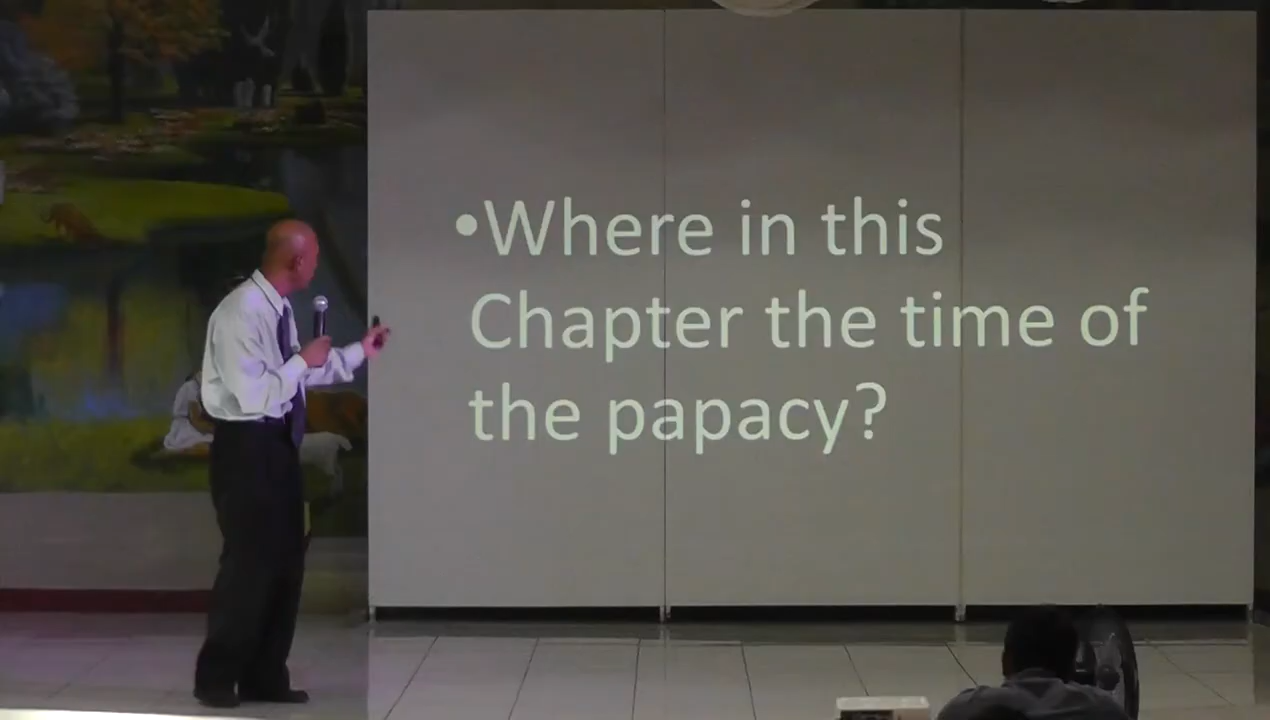 •Where in this
Chapter the time of
the papacy?